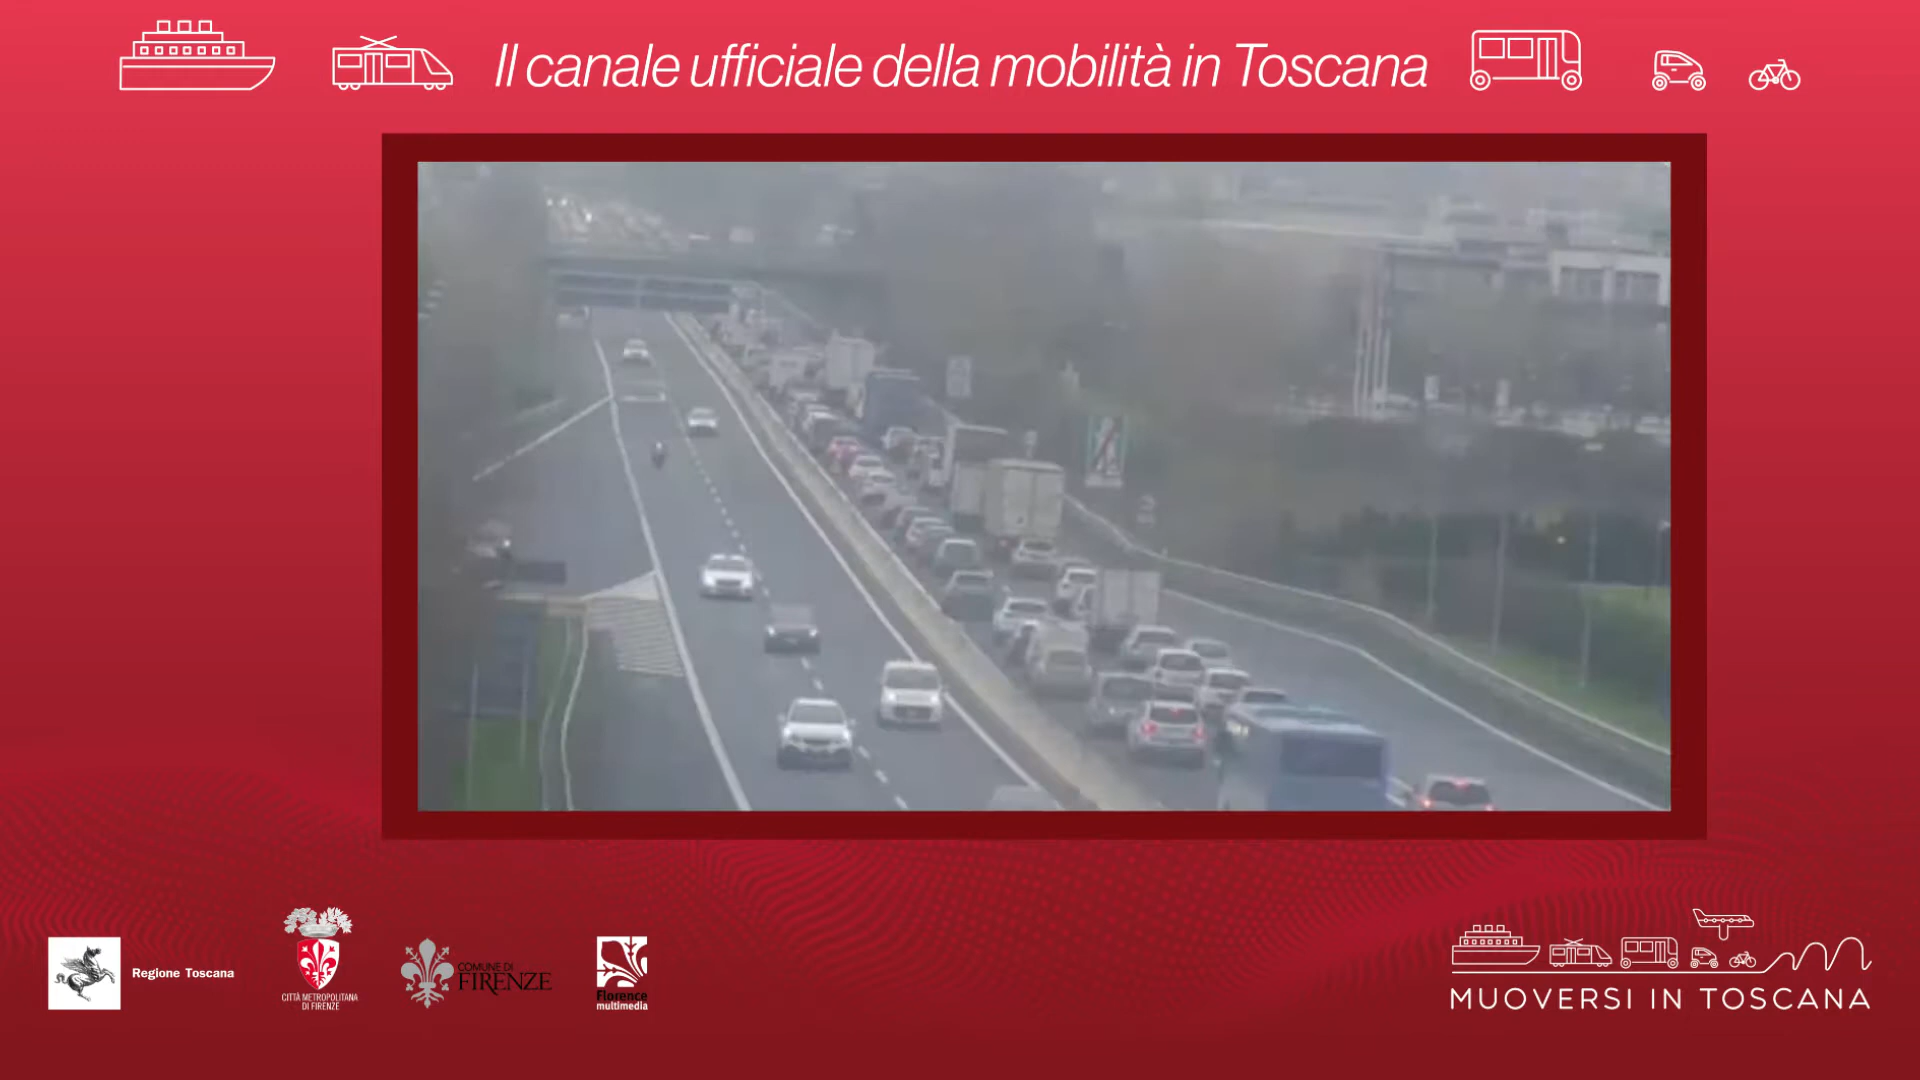 Il canale ufficiale della mobilità in Toscana
Regione Toscana
CITTÀ METROPOLITANA
DI FIRENZE
COMUNE DI
FIRENZE
Florence
multimedia
MUOVERSI IN TOSCANA